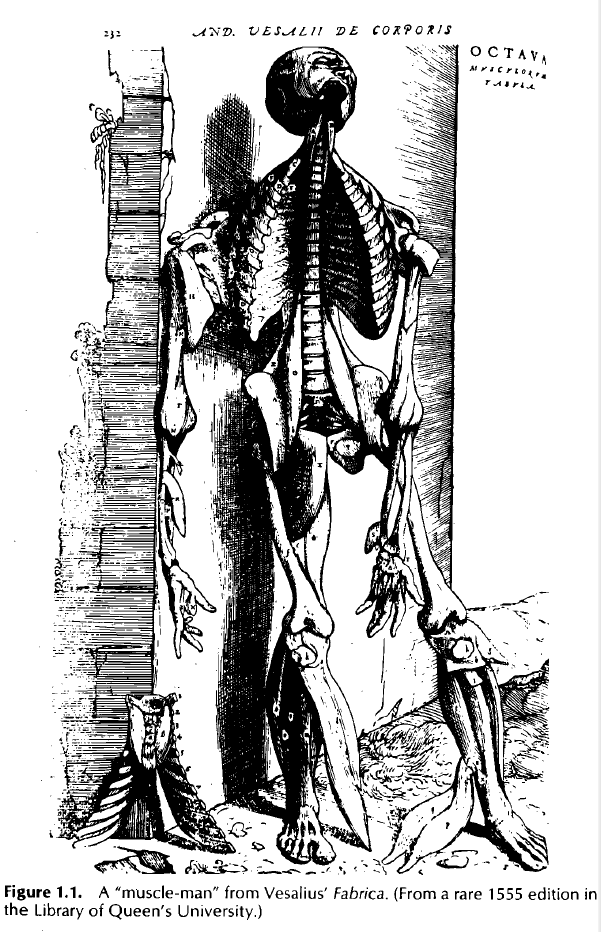 232
AND. VESALII DE CORPORIS
OCTAVA
MVSCVLORVM
TABVLA.
Figure 1.1. A “muscle-man” from Vesalius’ Fabrica. (From a rare 1555 edition in
the Library of Queen’s University.)